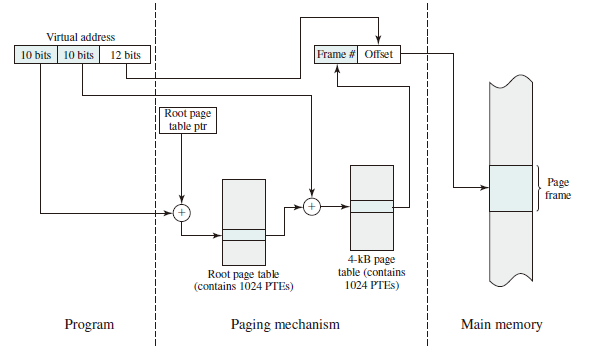 Virtual address
10 bits 10 bits 12 bits
Frame # Offset
Root page
table ptr
+
+
Page
frame
Root page table
(contains 1024 PTEs)
4-kB page
table (contains
1024 PTEs)
Program
Paging mechanism
Main memory